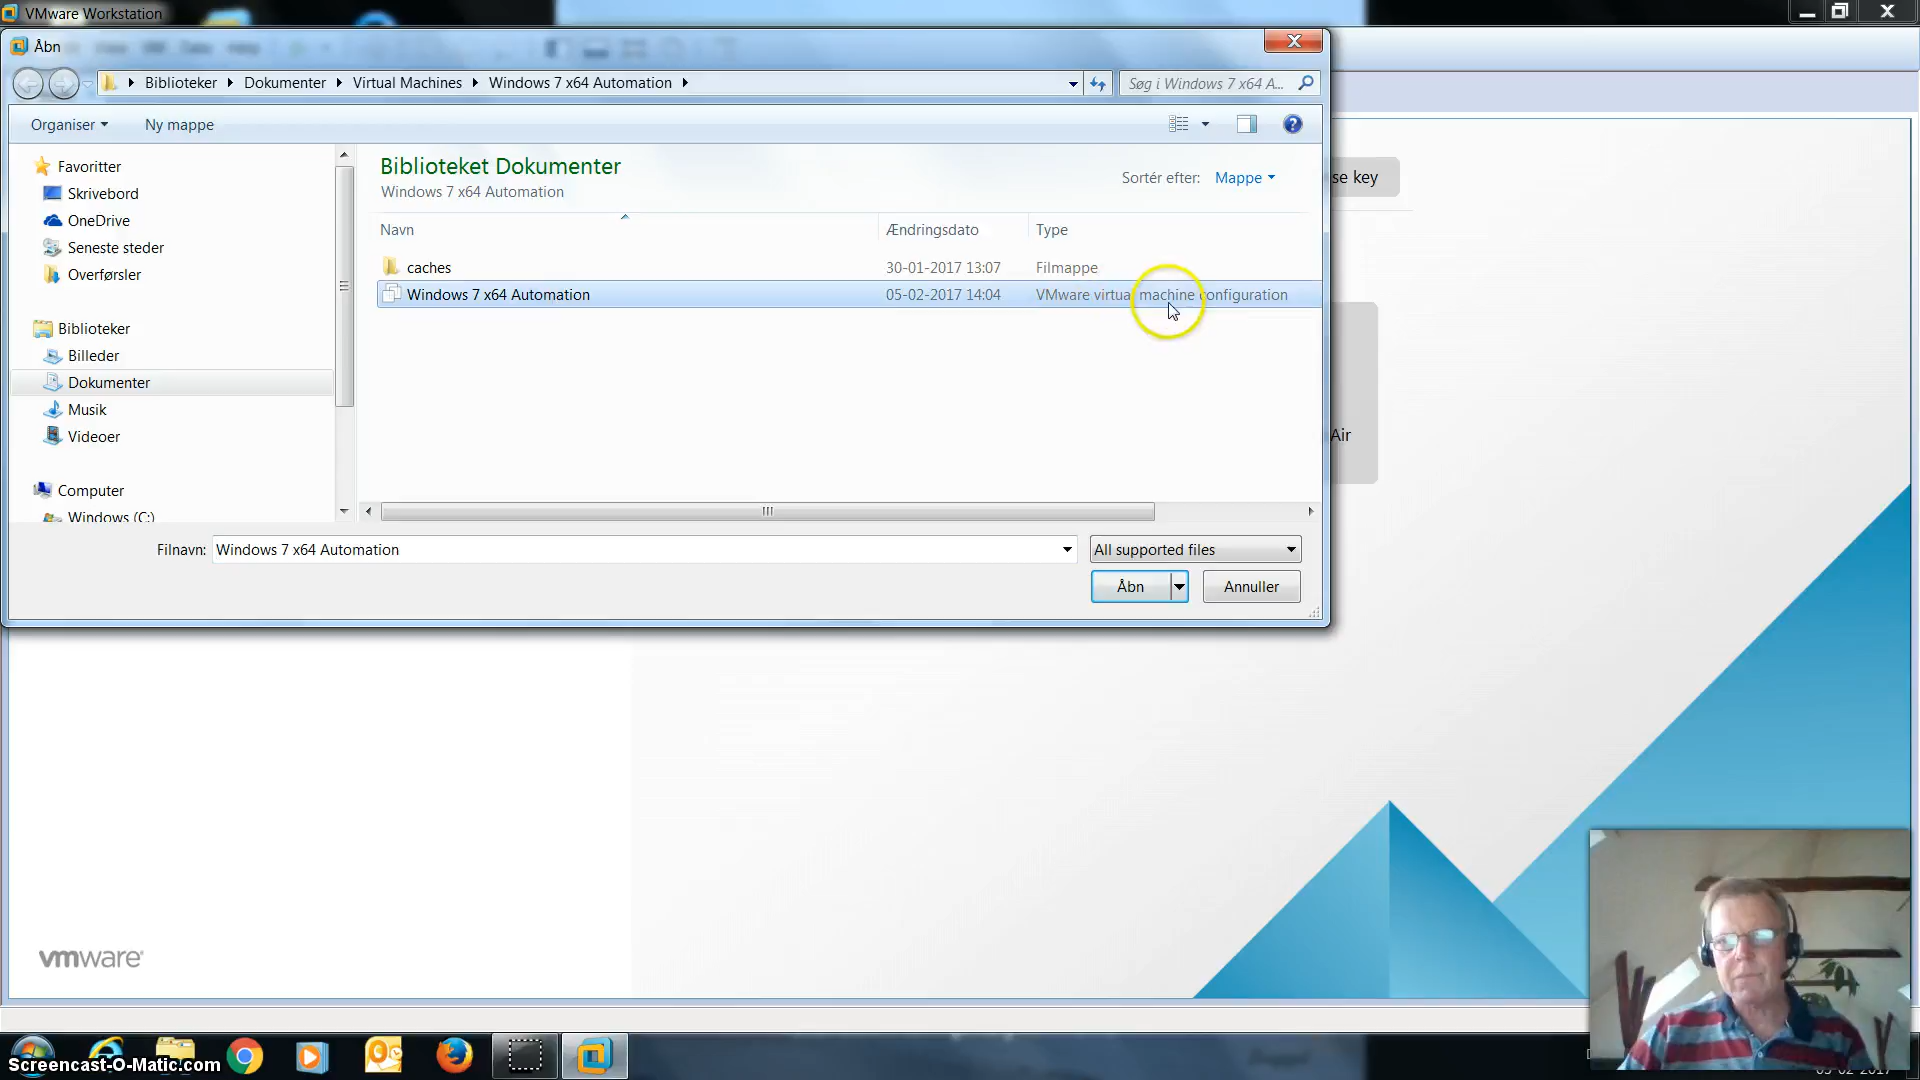 VMware Workstation
Åbn
Biblioteker
Dokumenter
Virtual Machines
Windows 7 x64 Automation
Søg i Windows 7 x64 A...
Organiser
Ny mappe
Favoritter
Skrivebord
OneDrive
Seneste steder
Overførsler
Biblioteker
Billeder
Dokumenter
Musik
Videoer
Computer
Windows (C:)
Biblioteket Dokumenter
Windows 7 x64 Automation
Sortér efter: Mappe
Navn Ændringsdato Type
caches 30-01-2017 13:07 Filmappe
Windows 7 x64 Automation 05-02-2017 14:04 VMware virtual machine configuration
Filnavn: Windows 7 x64 Automation
All supported files
Åbn
Annuller
se key
Air
vmware
Screencast-O-Matic.com
05-02-2017